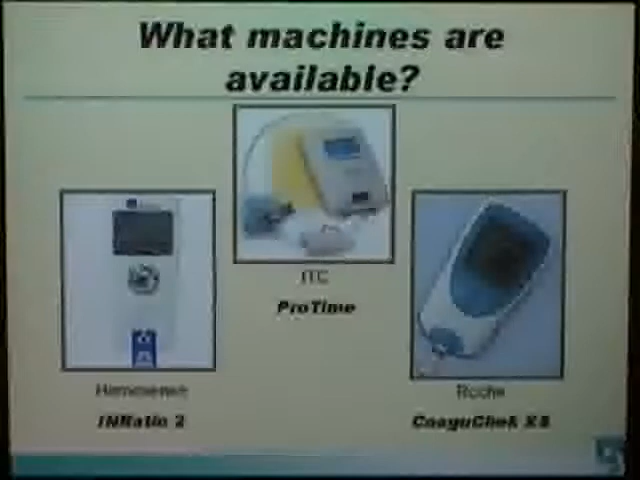 What machines are
available?
ITC
ProTime
Hemosense
INRatio 2
Roche
CoaguChek XS